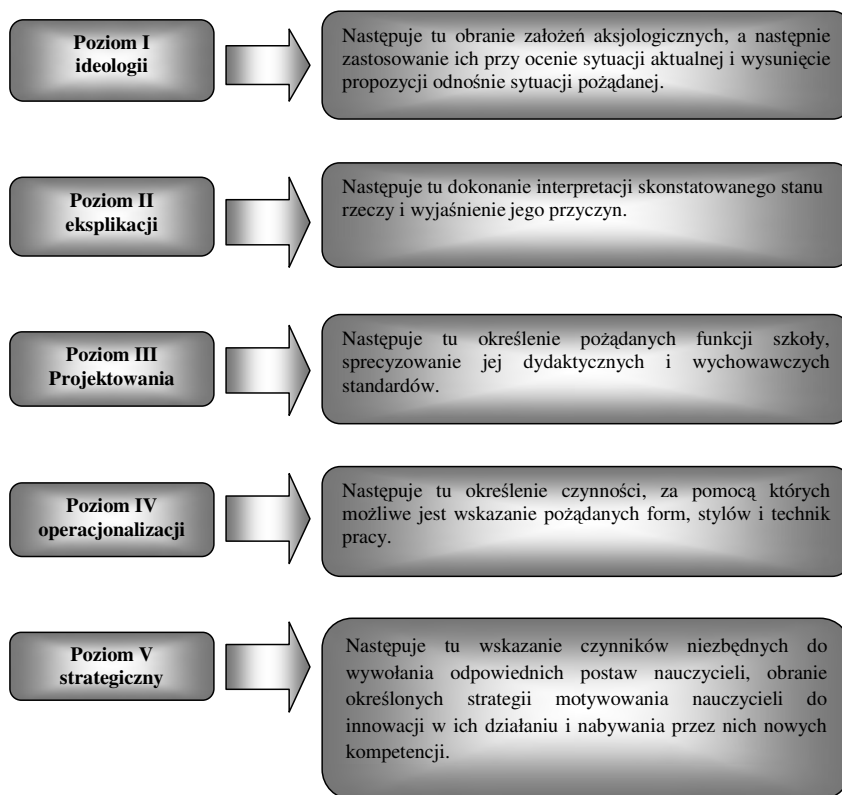 Poziom I
ideologii
Następuje tu obranie założeń aksjologicznych, a następnie
zastosowanie ich przy ocenie sytuacji aktualnej i wysunięcie
propozycji odnośnie sytuacji pożądanej.
Poziom II
eksplikacji
Następuje tu dokonanie interpretacji skonstatowanego stanu
rzeczy i wyjaśnienie jego przyczyn.
Poziom III
Projektowania
Następuje tu określenie pożądanych funkcji szkoły,
sprecyzowanie jej dydaktycznych i wychowawczych
standardów.
Poziom IV
operacjonalizacji
Następuje tu określenie czynności, za pomocą których
możliwe jest wskazanie pożądanych form, stylów i technik
pracy.
Poziom V
strategiczny
Następuje tu wskazanie czynników niezbędnych do
wywołania odpowiednich postaw nauczycieli, obranie
określonych strategii motywowania nauczycieli do
innowacji w ich działaniu i nabywania przez nich nowych
kompetencji.